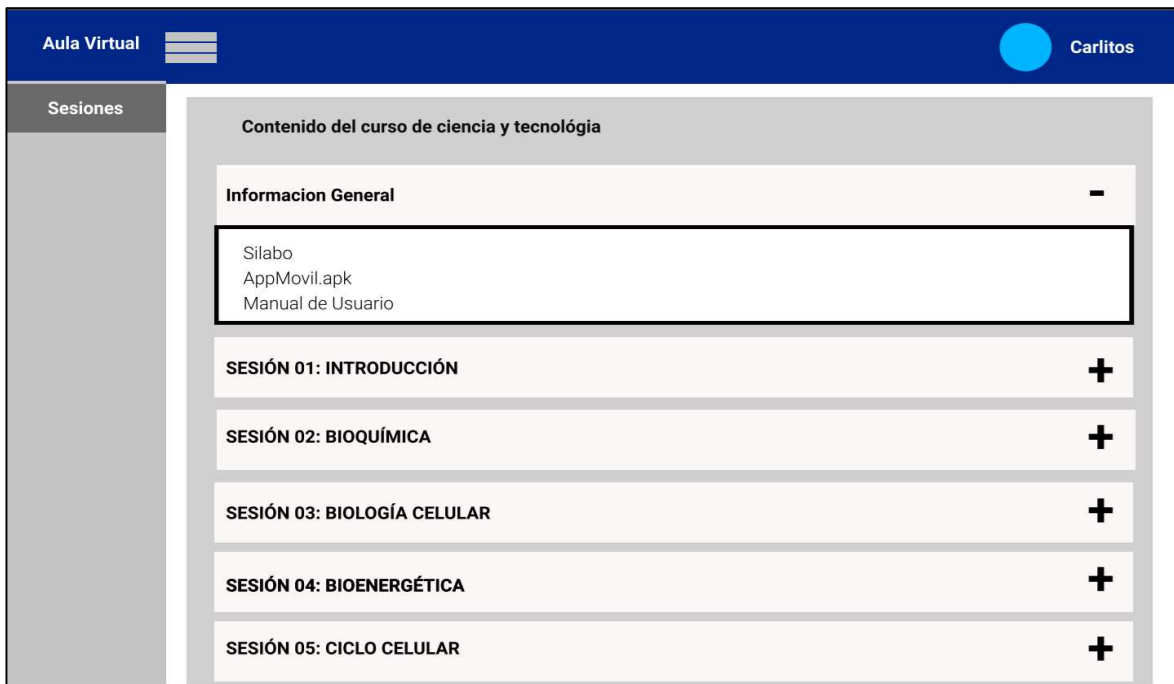 Aula Virtual
Carlitos
Sesiones
Contenido del curso de ciencia y tecnológia
Informacion General
Silabo
AppMovil.apk
Manual de Usuario
SESIÓN 01: INTRODUCCIÓN
SESIÓN 02: BIOQUÍMICA
SESIÓN 03: BIOLOGÍA CELULAR
SESIÓN 04: BIOENERGÉTICA
SESIÓN 05: CICLO CELULAR